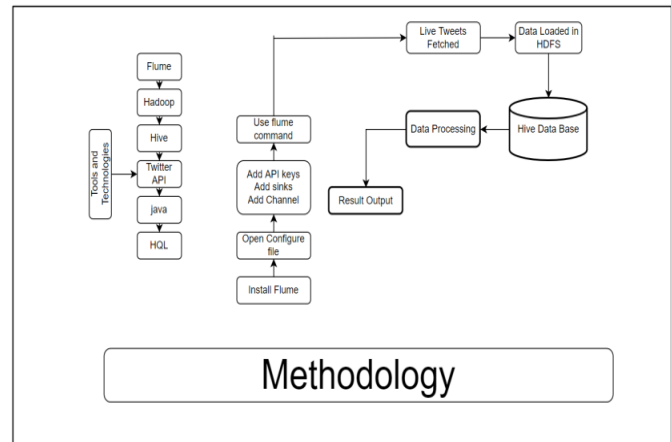 Tools and
Technologies
Flume
Hadoop
Hive
Twitter
API
java
HQL
Install Flume
Open Configure
file
Add API keys
Add sinks
Add Channel
Use flume
command
Live Tweets
Fetched
Data Loaded in
HDFS
Hive Data Base
Data Processing
Result Output
Methodology